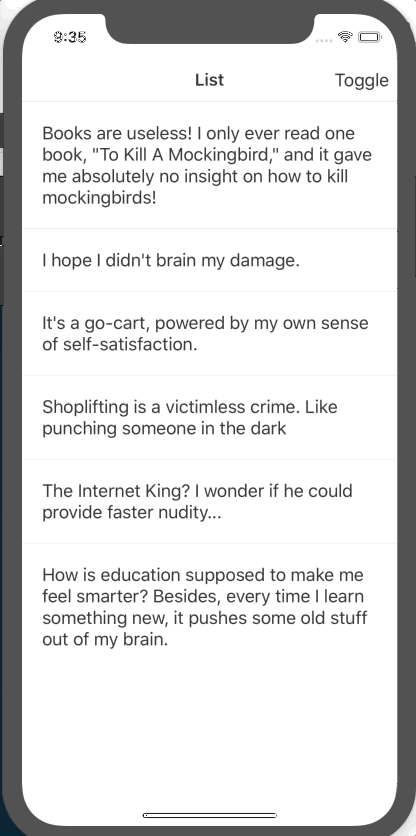 9:35
List
Toggle
Books are useless! I only ever read one
book, "To Kill A Mockingbird," and it gave
me absolutely no insight on how to kill
mockingbirds!
I hope I didn't brain my damage.
It's a go-cart, powered by my own sense
of self-satisfaction.
Shoplifting is a victimless crime. Like
punching someone in the dark
The Internet King? I wonder if he could
provide faster nudity...
How is education supposed to make me
feel smarter? Besides, every time I learn
something new, it pushes some old stuff
out of my brain.